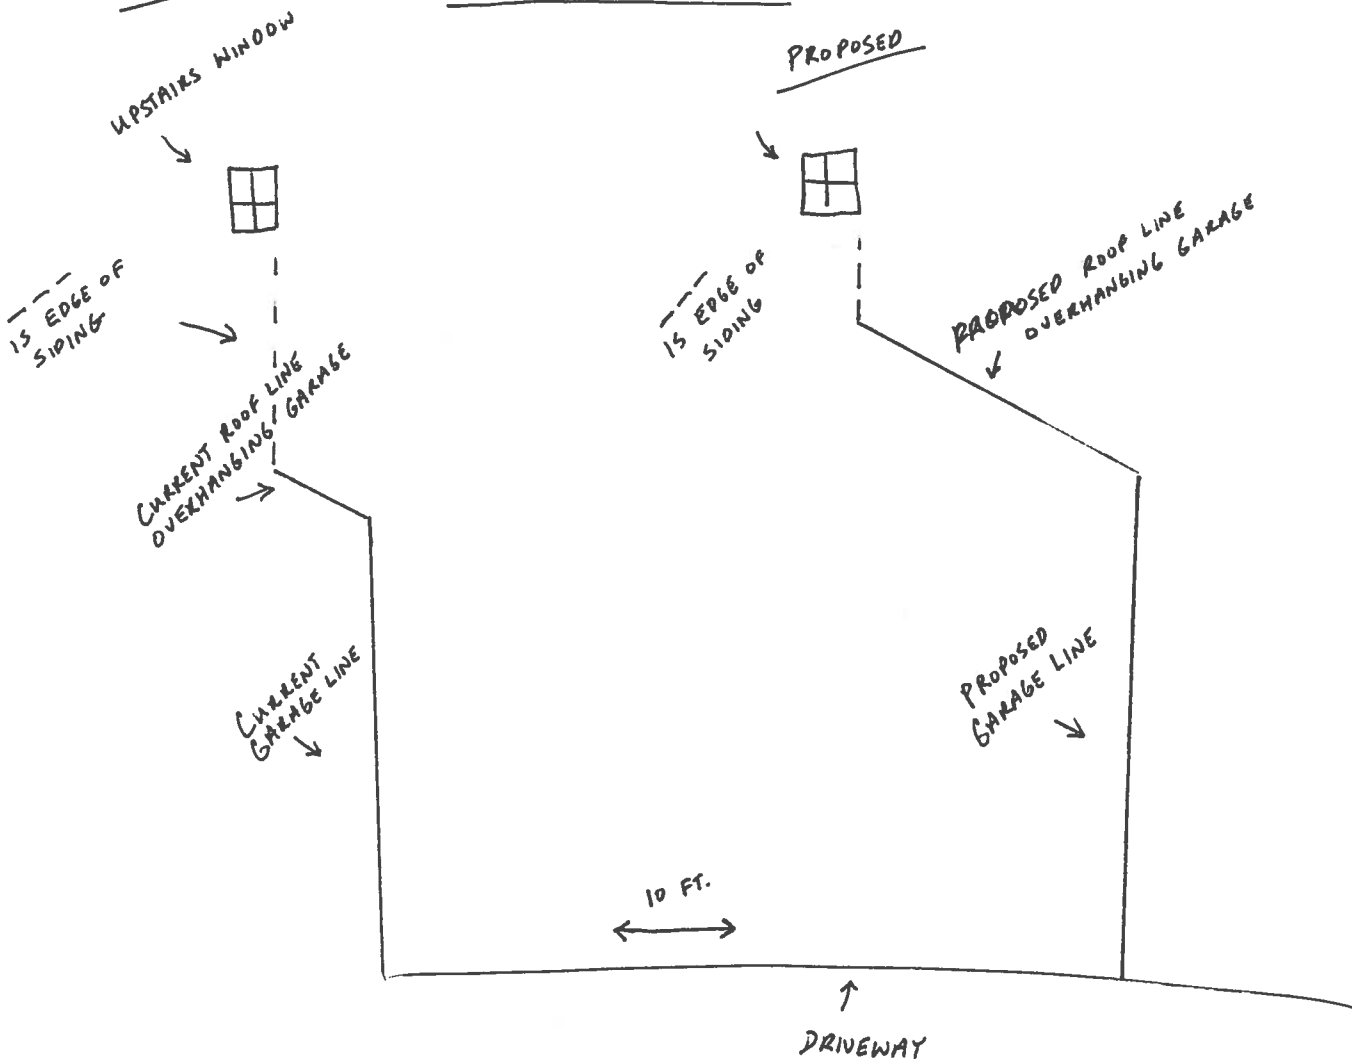 UPSTAIRS WINDOW
PROPOSED
IS EDGE OF
SIDING
IS EDGE OF
SIDING
PROPOSED ROOF LINE
OVERHANGING GARAGE
CURRENT ROOF LINE
OVERHANGING GARAGE
CURRENT
GARAGE LINE
PROPOSED
GARAGE LINE
10 FT.
DRIVEWAY